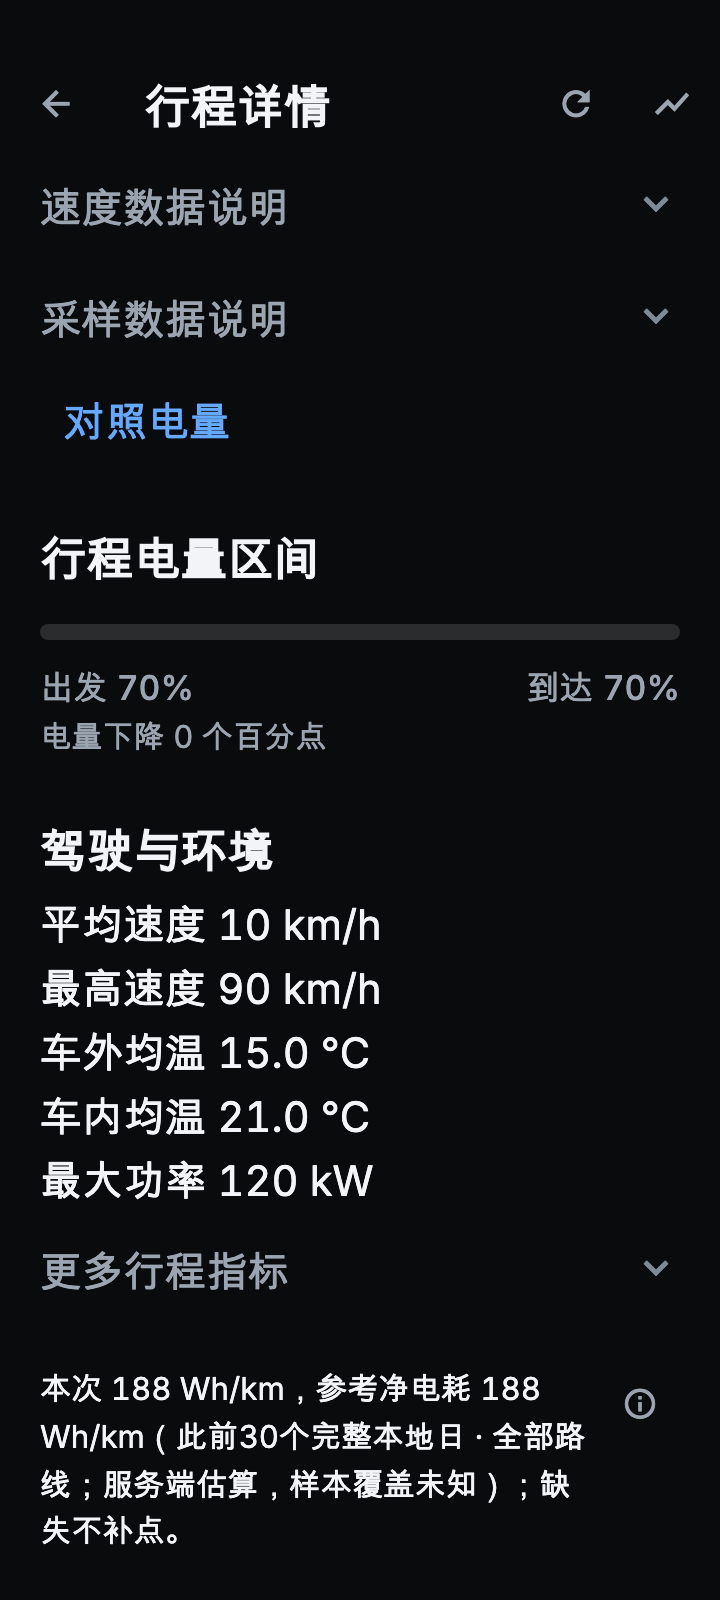 行程详情
速度数据说明
采样数据说明
对照电量
行程电量区间
出发 70%
到达 70%
电量下降 0 个百分点
驾驶与环境
平均速度 10 km/h
最高速度 90 km/h
车外均温 15.0 °C
车内均温 21.0 °C
最大功率 120 kW
更多行程指标
本次 188 Wh/km，参考净电耗 188
Wh/km（此前30个完整本地日 · 全部路
线；服务端估算，样本覆盖未知）；缺
失不补点。